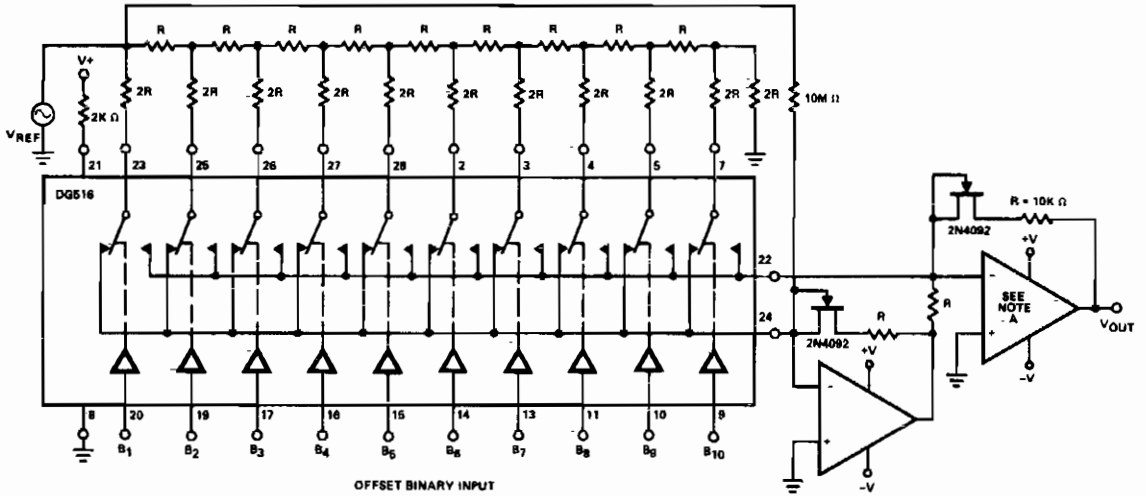 R R R R R R R R R
V+
2R 2R 2R 2R 2R 2R 2R 2R 2R 2R 2R 10M Ω
2K Ω
VREF
21 23 25 26 27 28 2 3 4 5 7
DG516
R = 10K Ω
2N4092
22
+V
R
SEE
NOTE
A
-
+
VOUT
24
R
2N4092
+V
-V
-
+
8 20 19 17 16 15 14 13 11 10 9
B1 B2 B3 B4 B5 B6 B7 B8 B9 B10
-V
OFFSET BINARY INPUT